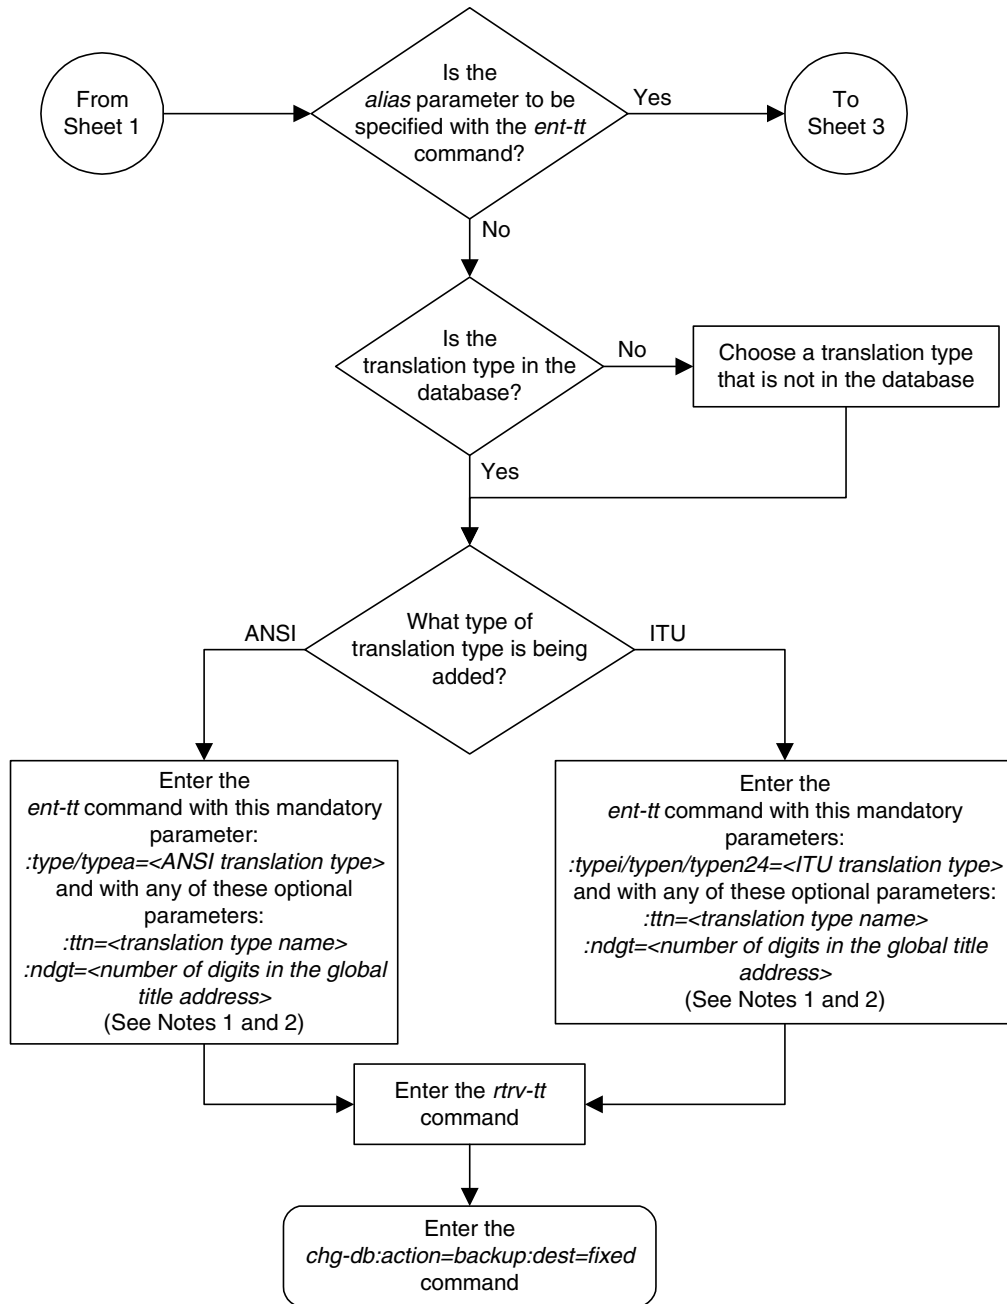 From
Sheet 1
Is the
alias parameter to be
specified with the ent-tt
command?
Yes
To
Sheet 3
No
Is the
translation type in the
database?
No
Choose a translation type
that is not in the database
Yes
What type of
translation type is being
added?
ANSI
ITU
Enter the
ent-tt command with this mandatory
parameter:
:type/typea=<ANSI translation type>
and with any of these optional
parameters:
:ttn=<translation type name>
:ndgt=<number of digits in the global
title address>
(See Notes 1 and 2)
Enter the
ent-tt command with this mandatory
parameters:
:typei/typen/typen24=<ITU translation type>
and with any of these optional parameters:
:ttn=<translation type name>
:ndgt=<number of digits in the global title
address>
(See Notes 1 and 2)
Enter the rtrv-tt
command
Enter the
chg-db:action=backup:dest=fixed
command